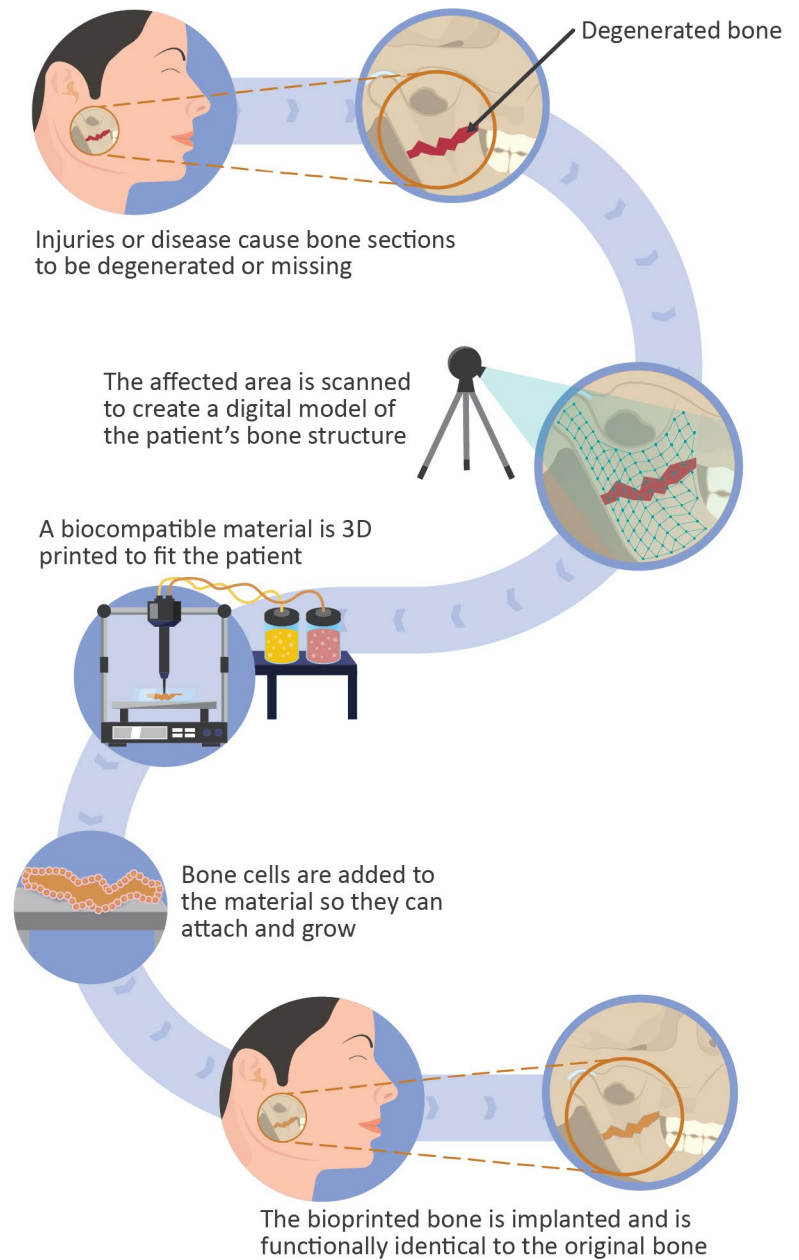 Degenerated bone
Injuries or disease cause bone sections
to be degenerated or missing
The affected area is scanned
to create a digital model of
the patient’s bone structure
A biocompatible material is 3D
printed to fit the patient
Bone cells are added to
the material so they can
attach and grow
The bioprinted bone is implanted and is
functionally identical to the original bone